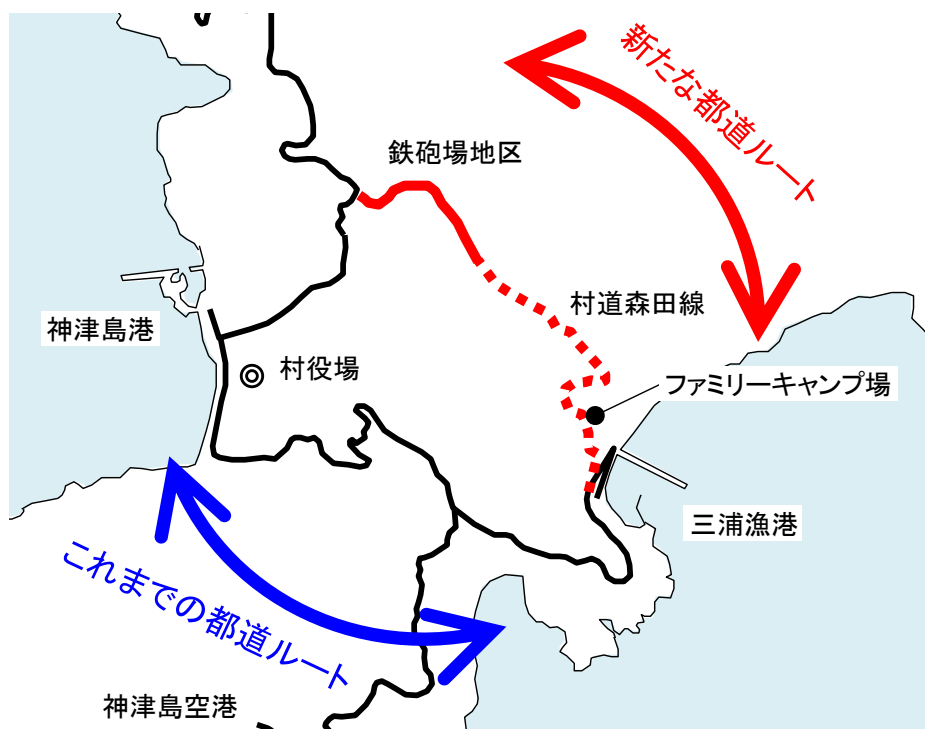 新たな都道ルート
鉄砲場地区
村道森田線
神津島港
村役場
ファミリーキャンプ場
三浦漁港
これまでの都道ルート
神津島空港